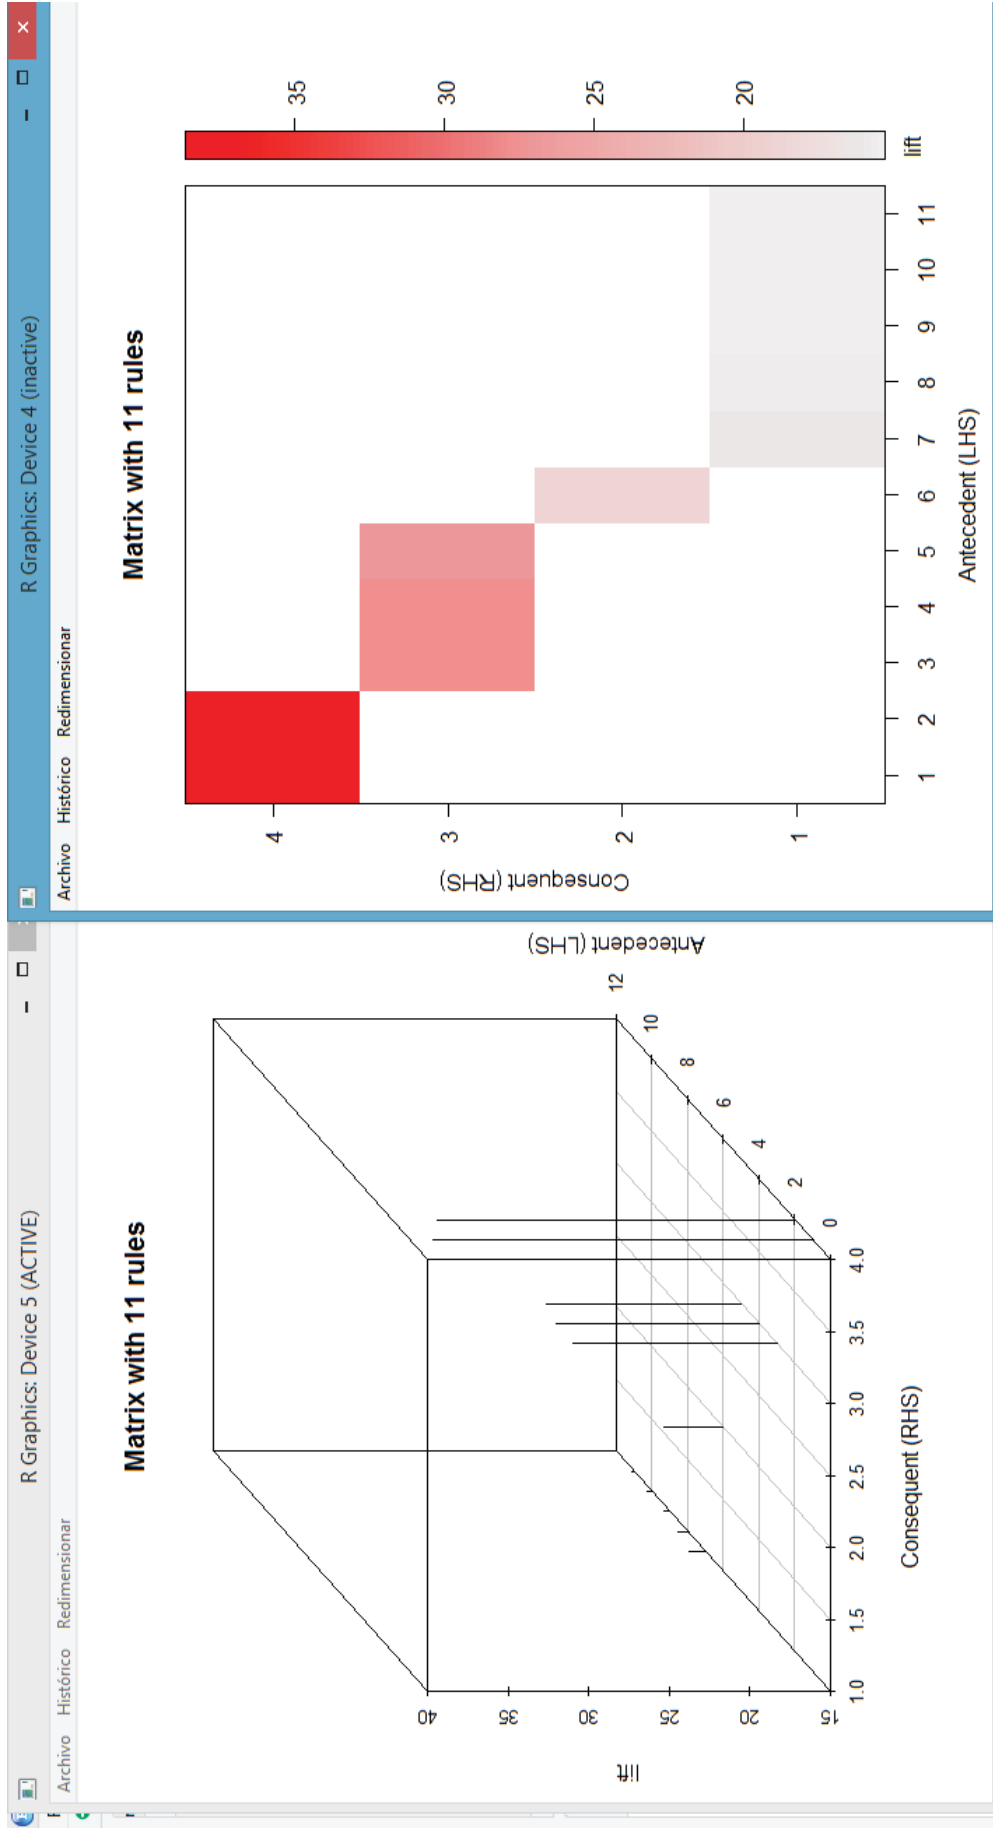 R Graphics: Device 5 (ACTIVE)
Archivo Histórico Redimensionar
Matrix with 11 rules
lift
40
35
30
25
20
15
1.0 1.5 2.0 2.5 3.0 3.5 4.0
Consequent (RHS)
0
2
4
6
8
10
12
Antecedent (LHS)
R Graphics: Device 4 (inactive)
Archivo Histórico Redimensionar
Matrix with 11 rules
Consequent (RHS)
4
3
2
1
1 2 3 4 5 6 7 8 9 10 11
Antecedent (LHS)
35
30
25
20
lift